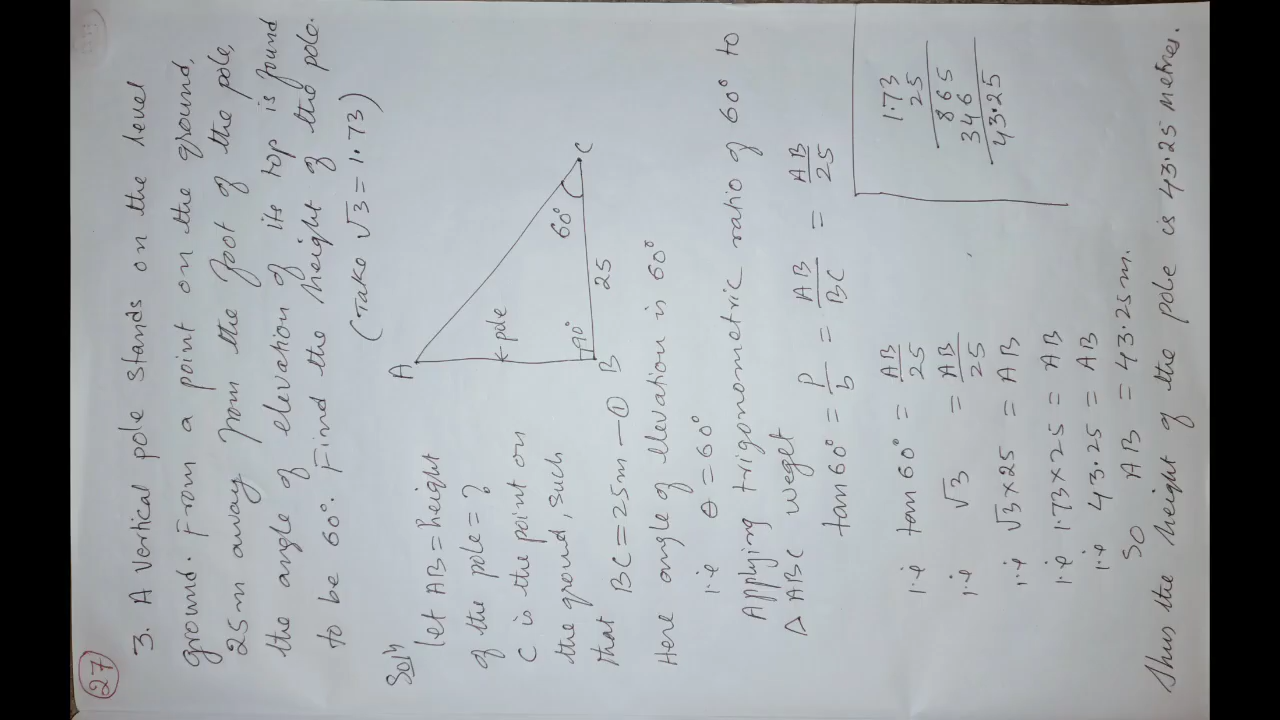 27
3. A vertical pole stands on the level
ground. From a point on the ground,
25m away from the foot of the pole,
the angle of elevation of its top is found
to be 60°. Find the height of the pole.
(Take √3 = 1.73)
Solⁿ
Let AB = height
of the pole = ?
C is the point on
the ground, such
that BC = 25m — ①
A
pole
90°
60°
B
25
C
Here angle of elevation is 60°
i.e θ = 60°
Applying trigonometric ratio of 60° to
△ ABC weget
tan 60° = P/b = AB/BC = AB/25
i.e tan 60° = AB/25
i.e √3 = AB/25
i.e √3 × 25 = AB
i.e 1.73 × 25 = AB
i.e 43.25 = AB
So AB = 43.25m.
1.73
25
865
346
43.25
Thus the height of the pole is 43.25 metres.